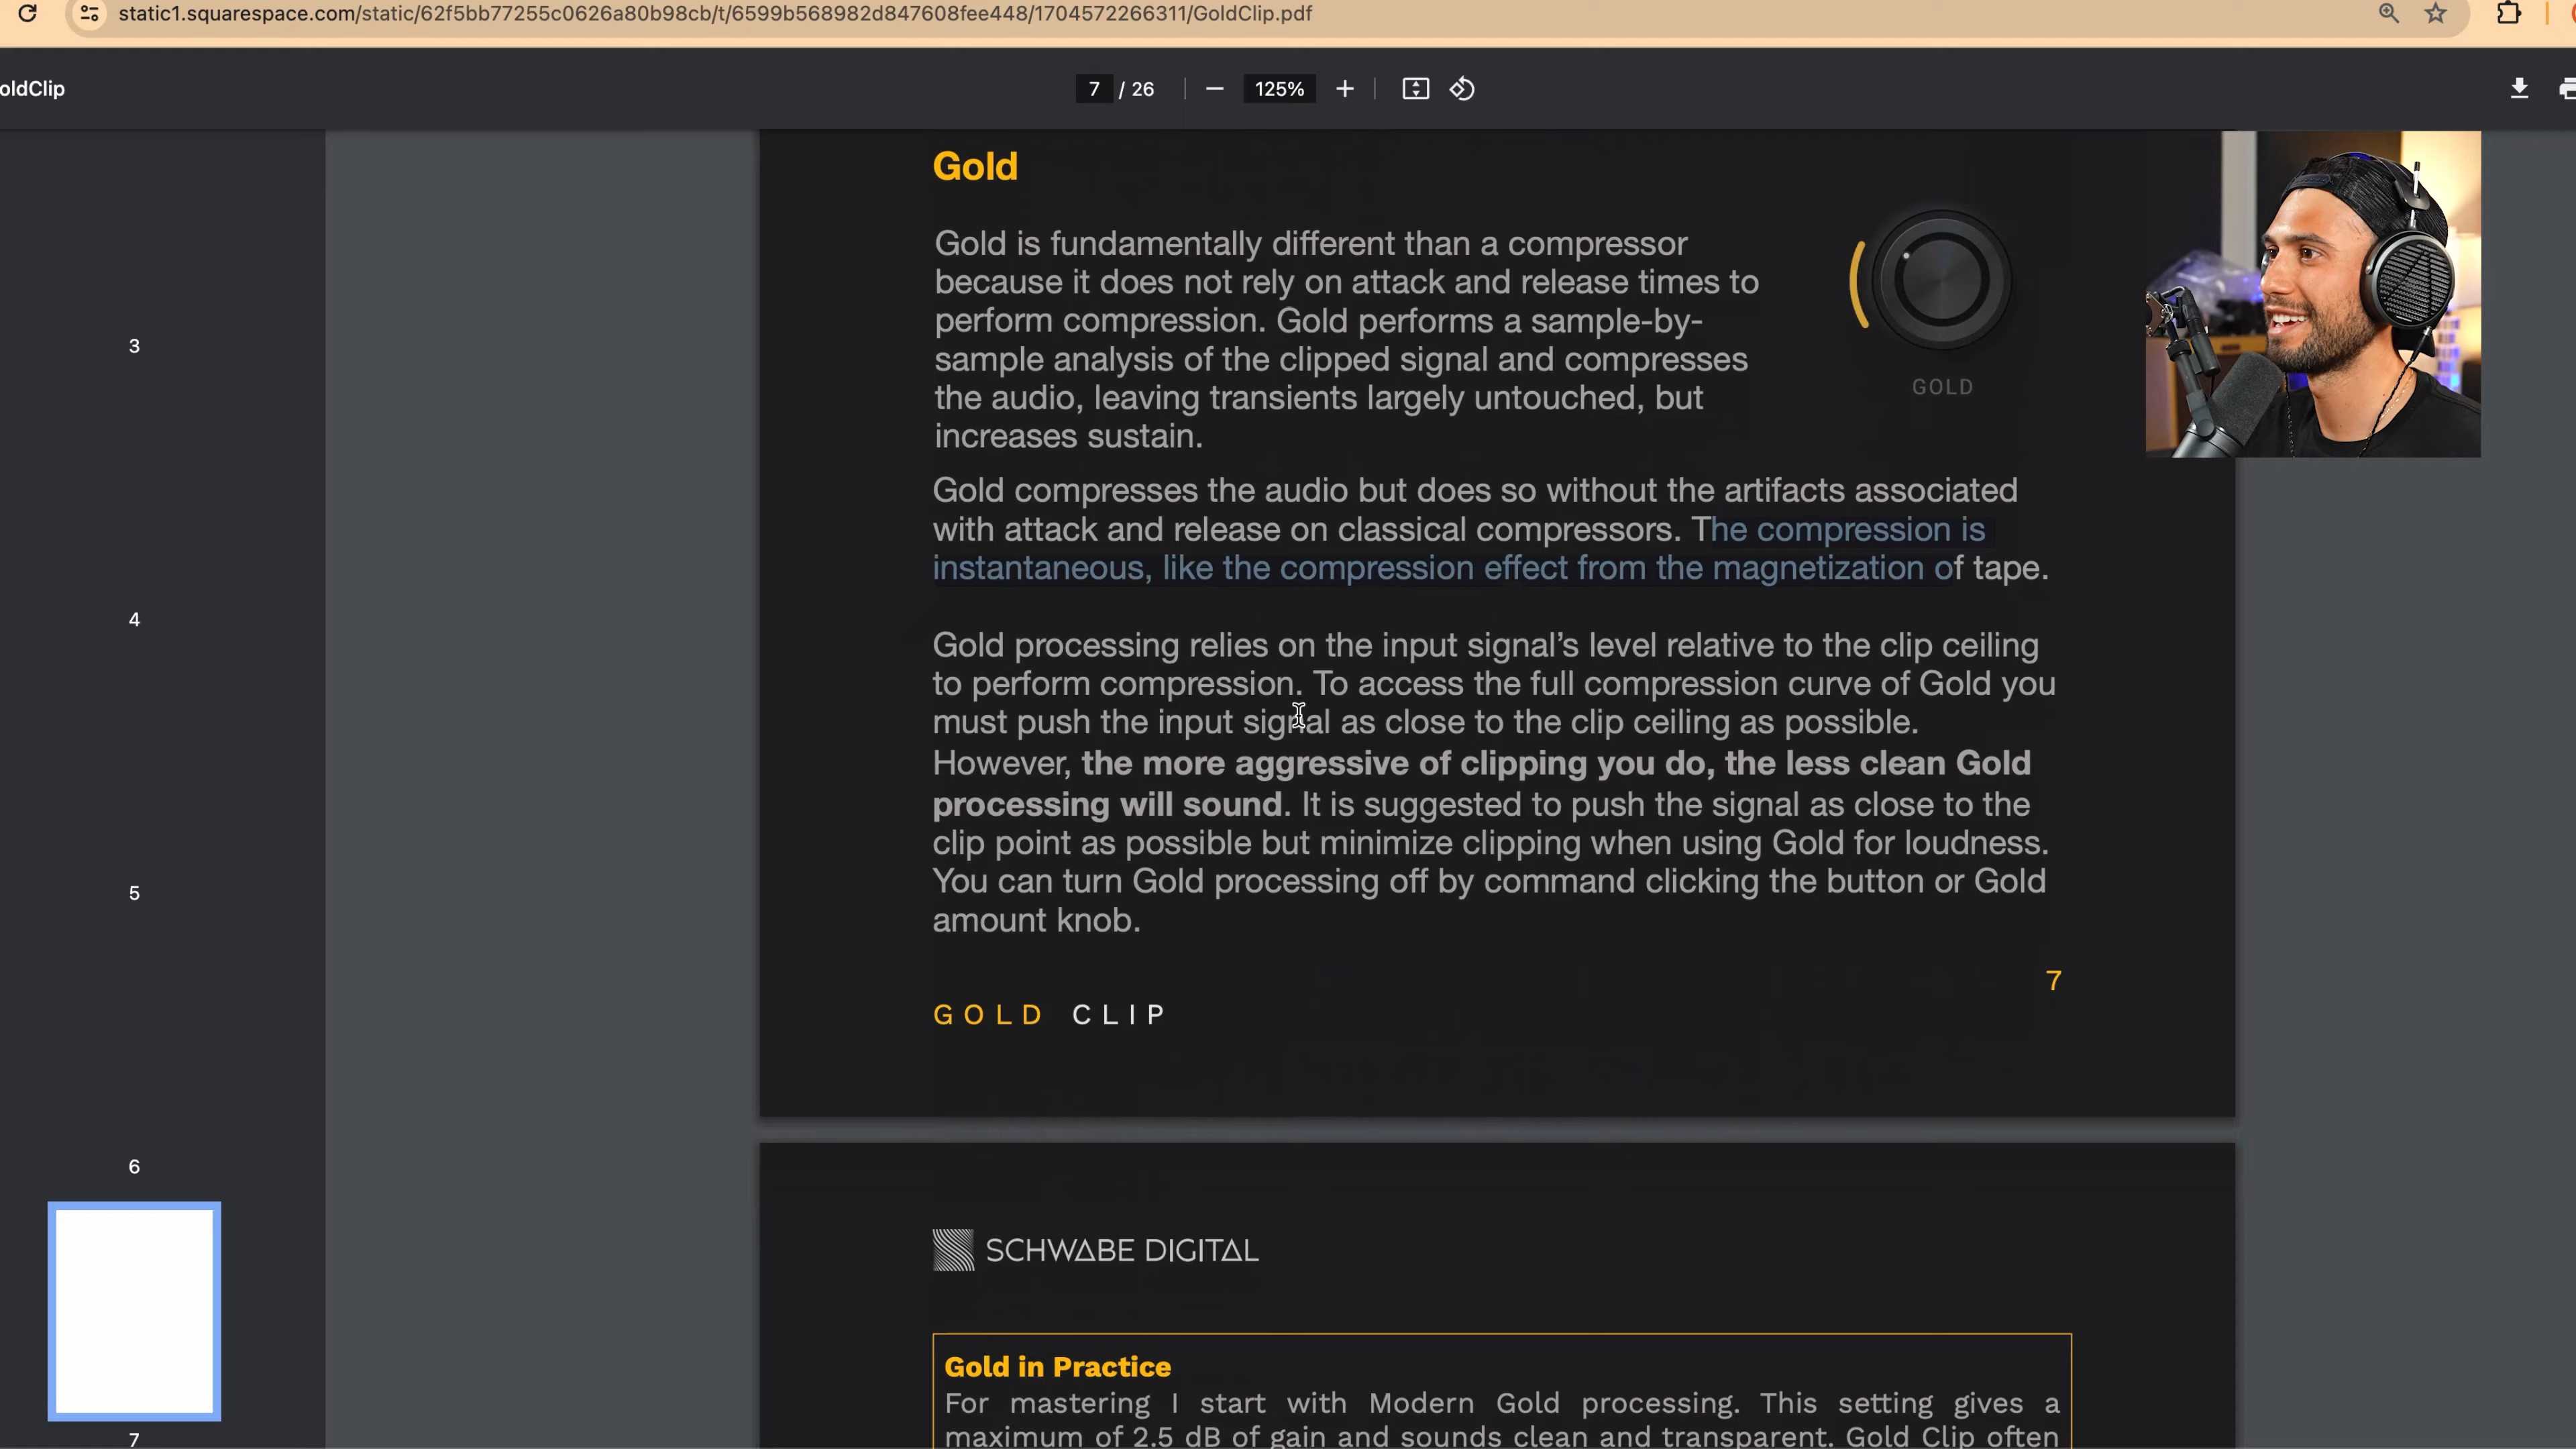 static1.squarespace.com/static/62f5bb77255c0626a80b98cb/t/6599b568982d847608fee448/1704572266311/GoldClip.pdf
oldClip
7 / 26
125%
3
4
5
6
7
Gold
Gold is fundamentally different than a compressor
because it does not rely on attack and release times to
perform compression. Gold performs a sample-by-
sample analysis of the clipped signal and compresses
the audio, leaving transients largely untouched, but
increases sustain.
GOLD
Gold compresses the audio but does so without the artifacts associated
with attack and release on classical compressors. The compression is
instantaneous, like the compression effect from the magnetization of tape.
Gold processing relies on the input signal’s level relative to the clip ceiling
to perform compression. To access the full compression curve of Gold you
must push the input signal as close to the clip ceiling as possible.
However, the more aggressive of clipping you do, the less clean Gold
processing will sound. It is suggested to push the signal as close to the
clip point as possible but minimize clipping when using Gold for loudness.
You can turn Gold processing off by command clicking the button or Gold
amount knob.
7
GOLD CLIP
SCHWABE DIGITAL
Gold in Practice
For mastering I start with Modern Gold processing. This setting gives a
maximum of 2.5 dB of gain and sounds clean and transparent. Gold Clip often